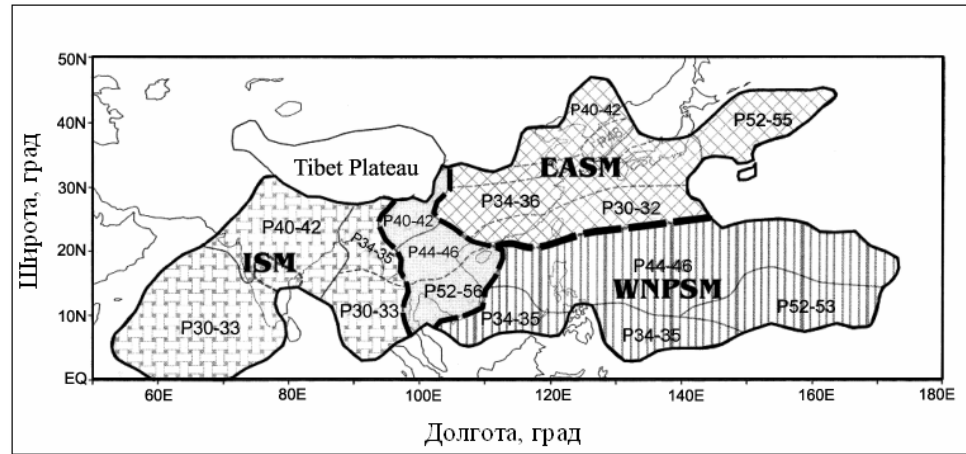 50N
40N
30N
20N
10N
EQ
Широта, град
60E
80E
100E
120E
140E
160E
180E
Долгота, град
Tibet Plateau
P40-42
P48
P52-55
EASM
P34-36
P30-32
P40-42
P40-42
P34-35
ISM
P44-46
P44-46
WNPSM
P52-56
P52-53
P30-33
P30-33
P34-35
P34-35